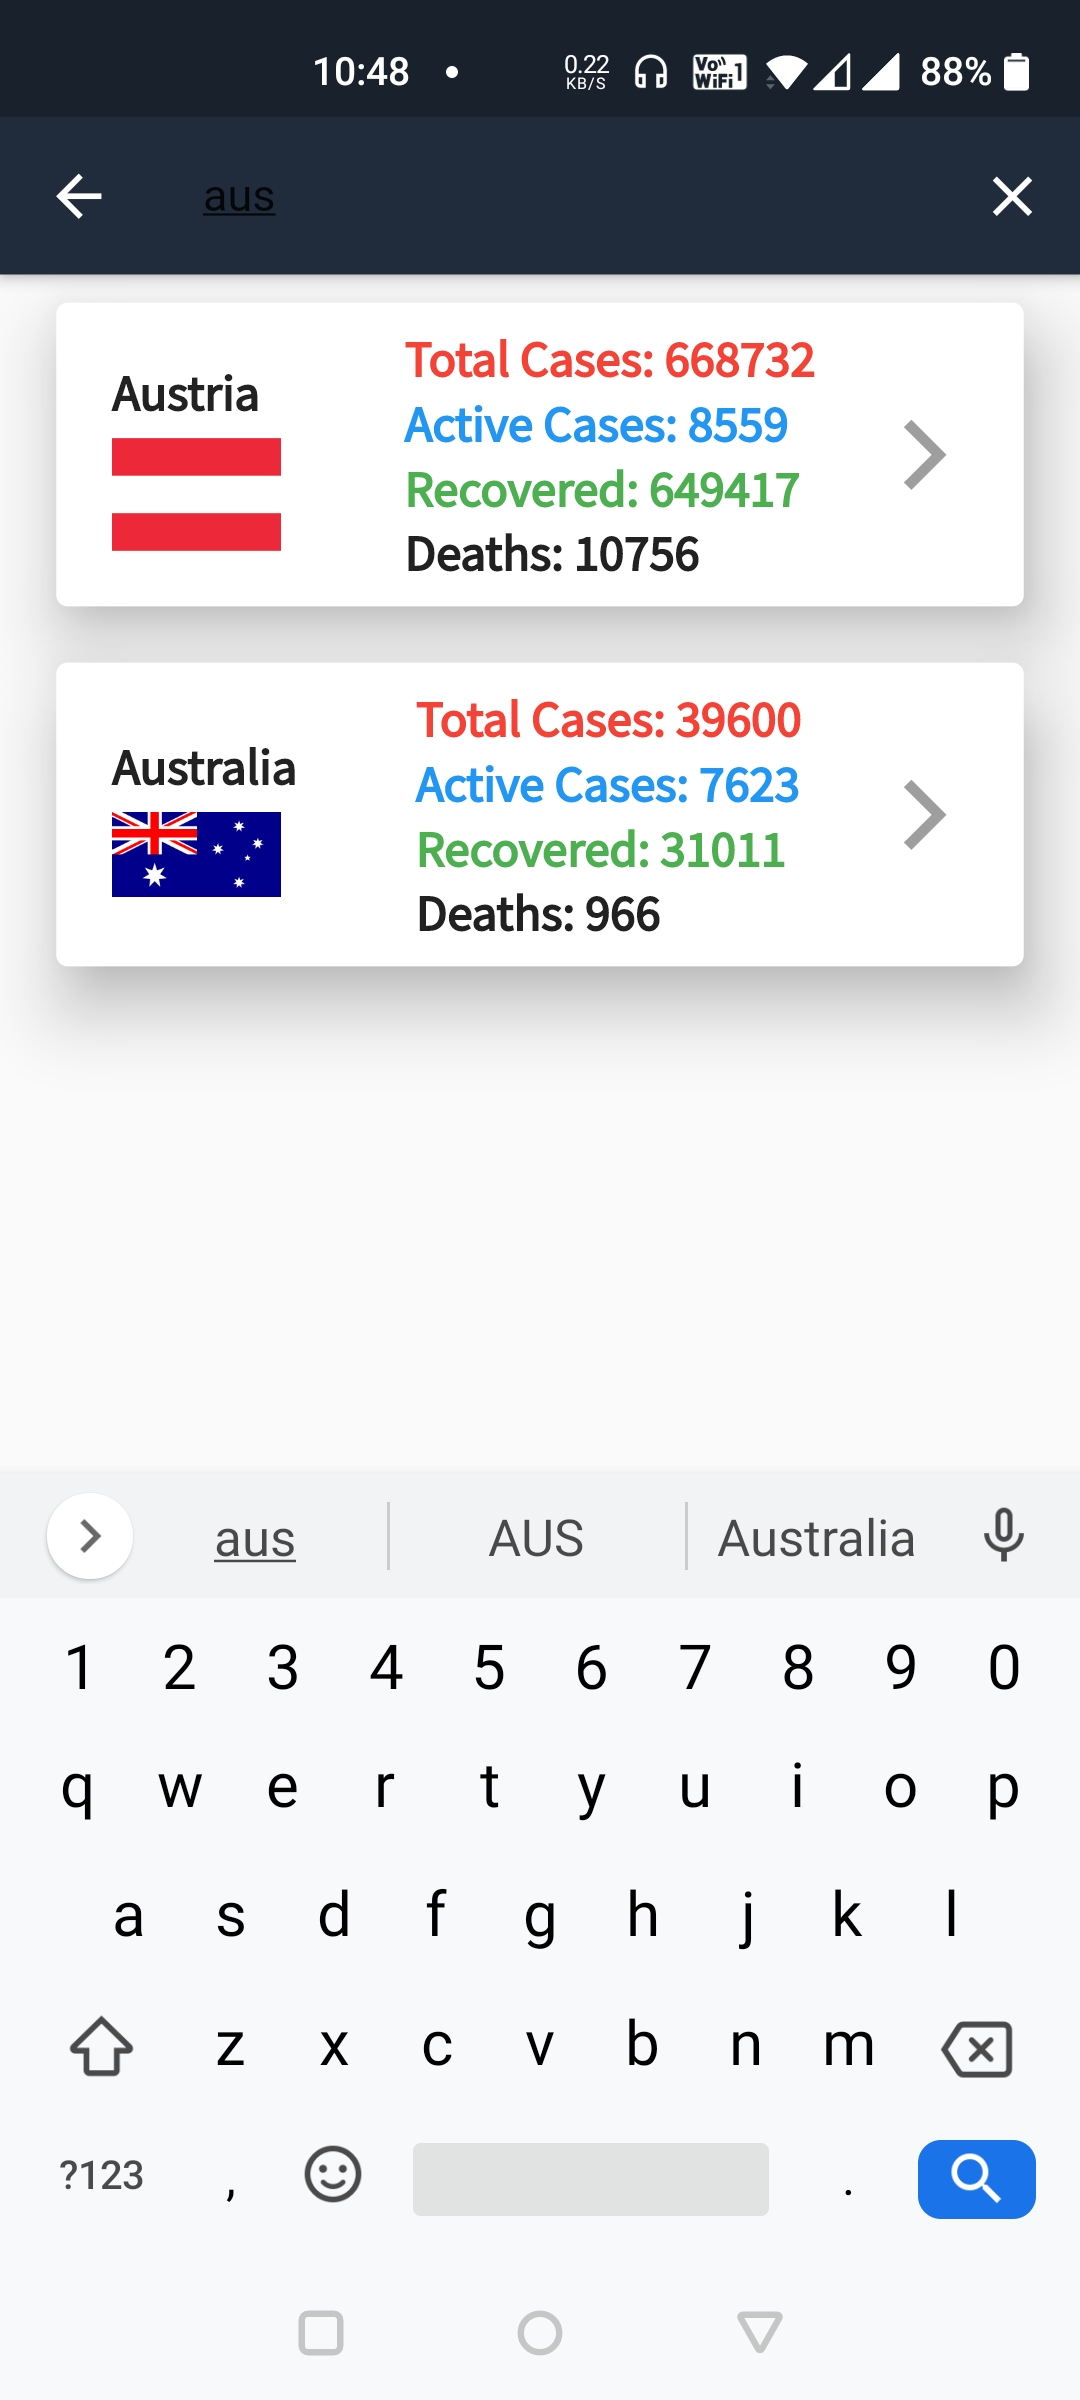 10:48 • 0.22 KB/S Vo WiFi 1 88%
aus
Austria
Total Cases: 668732
Active Cases: 8559
Recovered: 649417
Deaths: 10756
Australia
Total Cases: 39600
Active Cases: 7623
Recovered: 31011
Deaths: 966
aus AUS Australia
1 2 3 4 5 6 7 8 9 0
q w e r t y u i o p
a s d f g h j k l
z x c v b n m
?123 , .